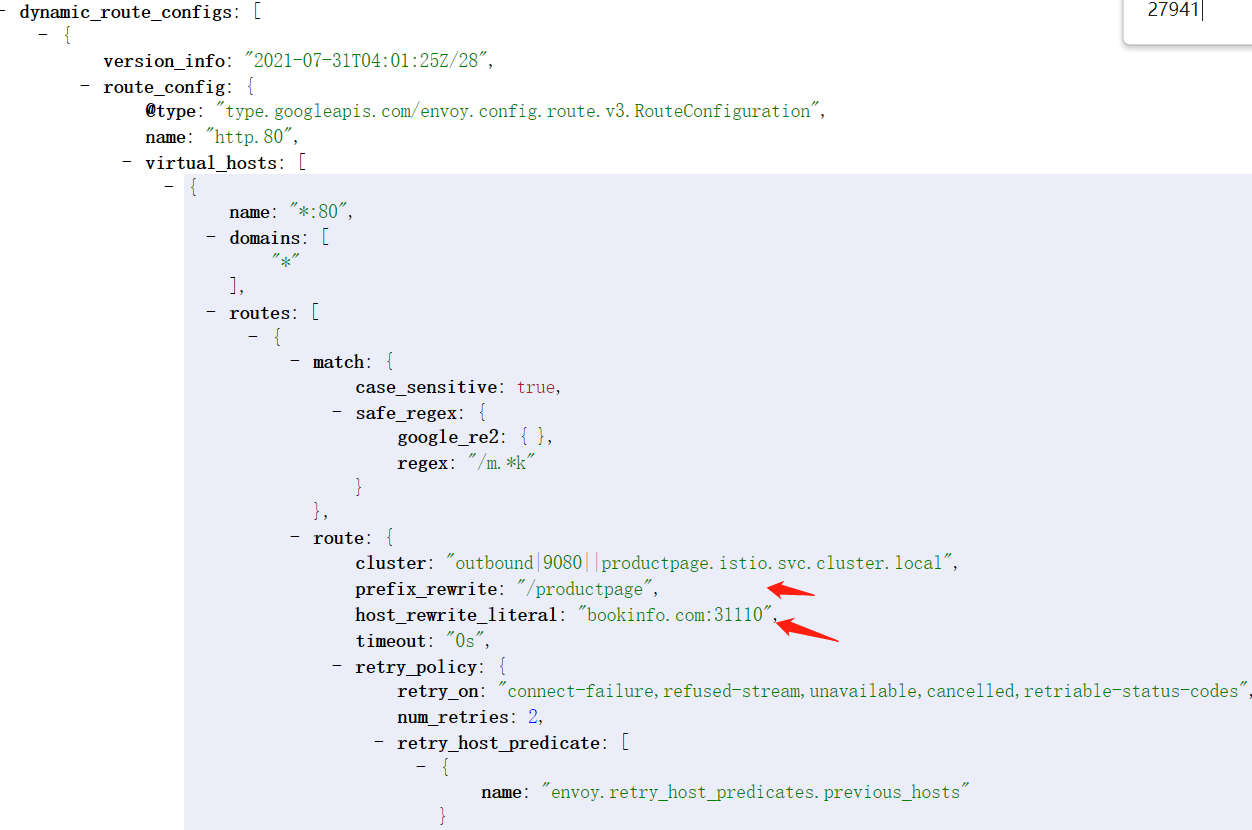 27941
- dynamic_route_configs: [
- {
version_info: "2021-07-31T04:01:25Z/28",
- route_config: {
@type: "type.googleapis.com/envoy.config.route.v3.RouteConfiguration",
name: "http.80",
- virtual_hosts: [
- {
name: "*:80",
- domains: [
"*"
],
- routes: [
- {
- match: {
case_sensitive: true,
- safe_regex: {
google_re2: { },
regex: "/m.*k"
}
},
- route: {
cluster: "outbound|9080||productpage.istio.svc.cluster.local",
prefix_rewrite: "/productpage",
host_rewrite_literal: "bookinfo.com:31110",
timeout: "0s",
- retry_policy: {
retry_on: "connect-failure,refused-stream,unavailable,cancelled,retriable-status-codes",
num_retries: 2,
- retry_host_predicate: [
- {
name: "envoy.retry_host_predicates.previous_hosts"
}